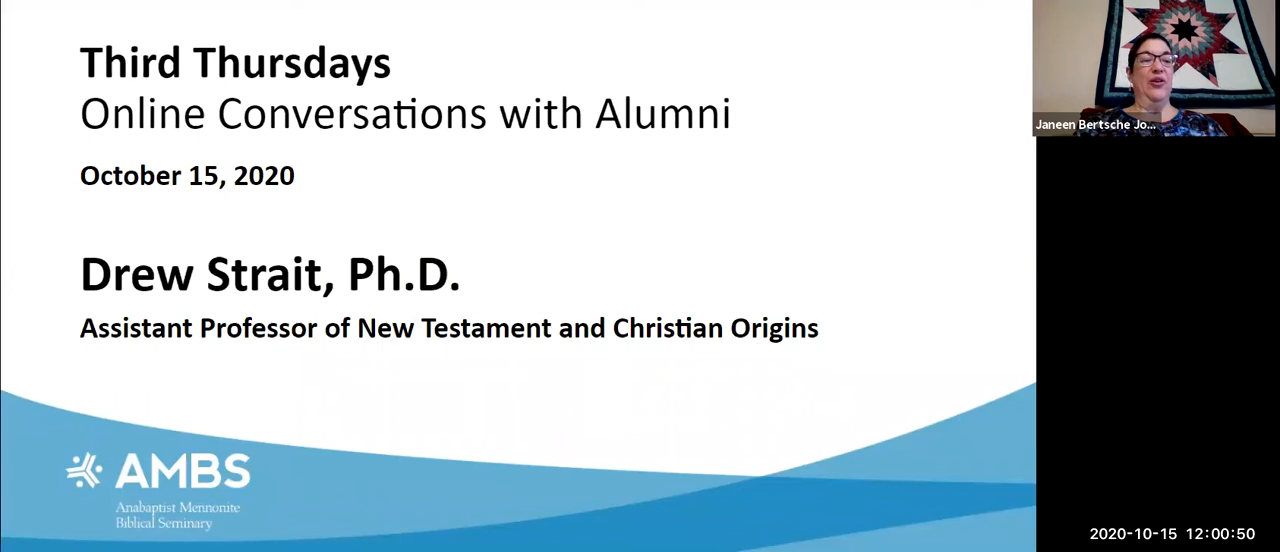 Third Thursdays
Online Conversations with Alumni
October 15, 2020
Drew Strait, Ph.D.
Assistant Professor of New Testament and Christian Origins
AMBS
Anabaptist Mennonite
Biblical Seminary
Janeen Bertsche Jo...
2020-10-15 12:00:50